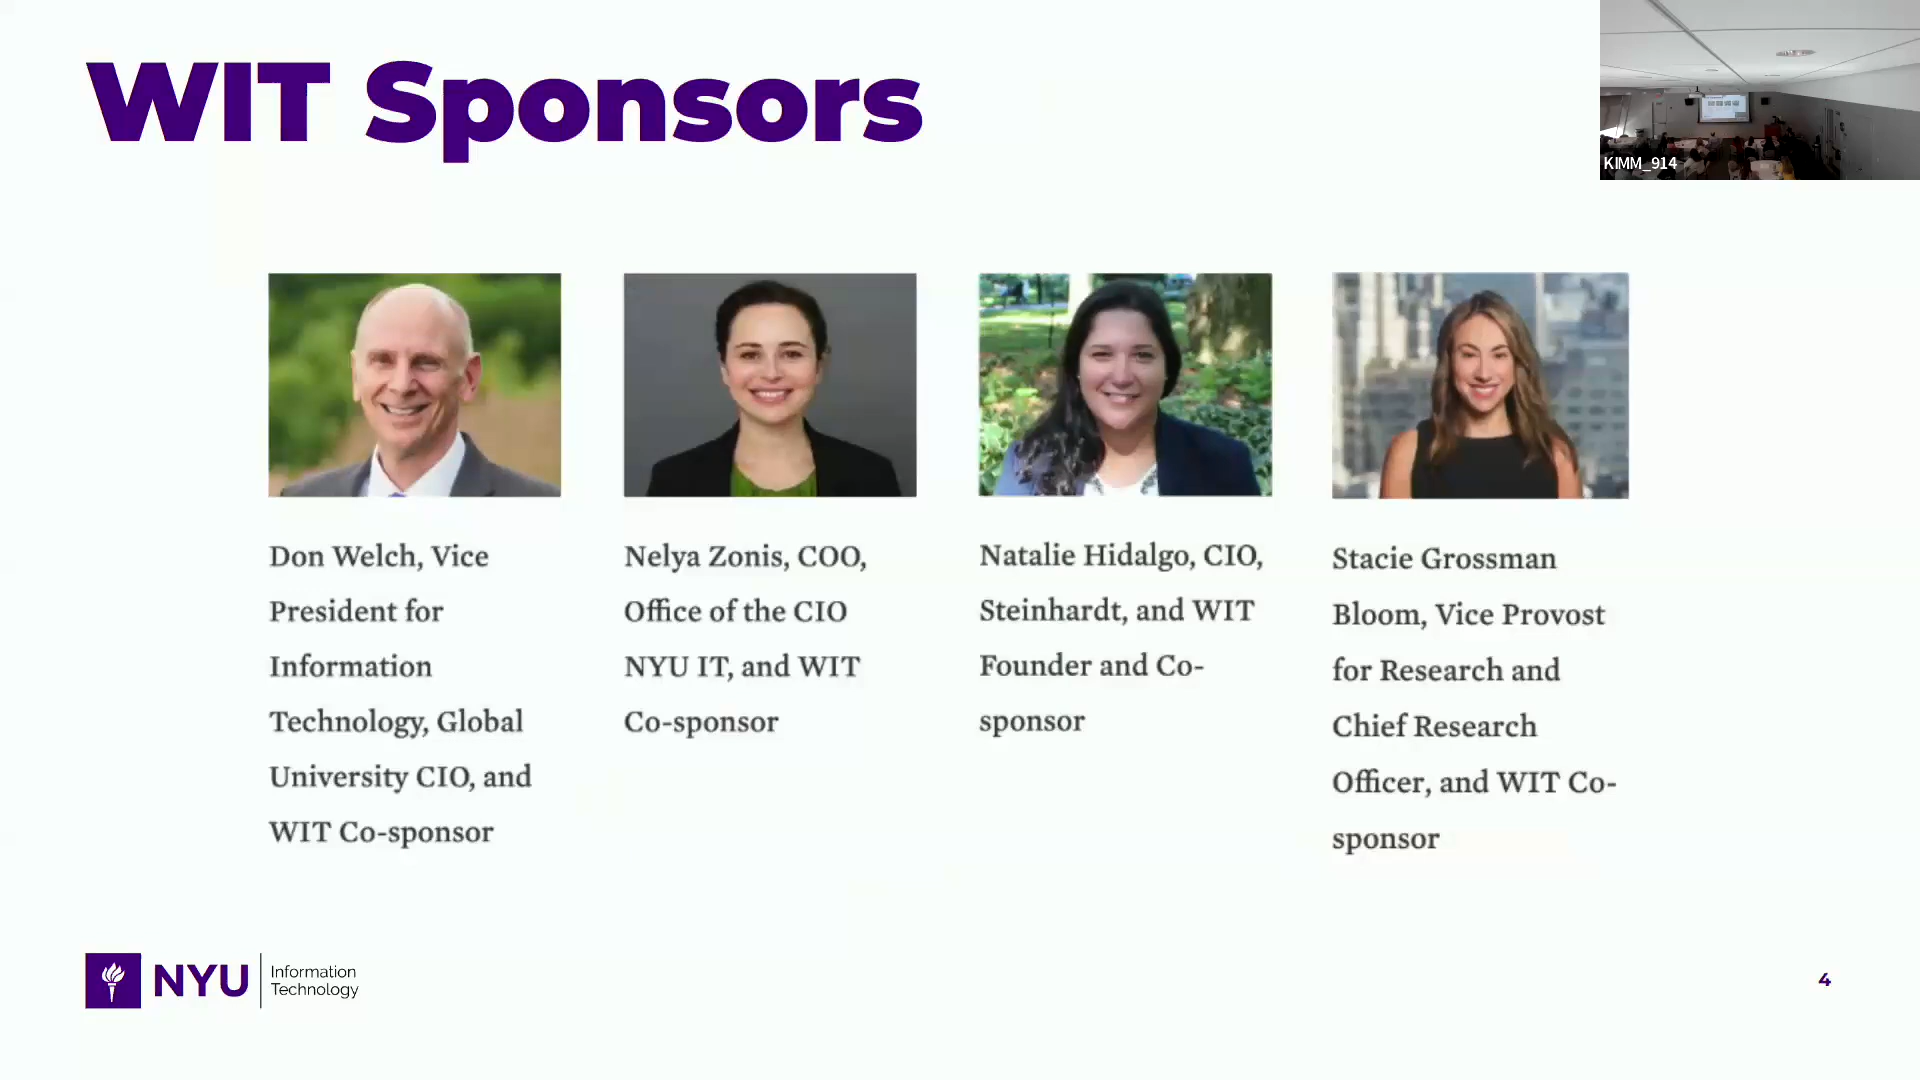 WIT Sponsors
KIMM_914
Don Welch, Vice
President for
Information
Technology, Global
University CIO, and
WIT Co-sponsor
Nelya Zonis, COO,
Office of the CIO
NYU IT, and WIT
Co-sponsor
Natalie Hidalgo, CIO,
Steinhardt, and WIT
Founder and Co-
sponsor
Stacie Grossman
Bloom, Vice Provost
for Research and
Chief Research
Officer, and WIT Co-
sponsor
NYU
Information
Technology
4